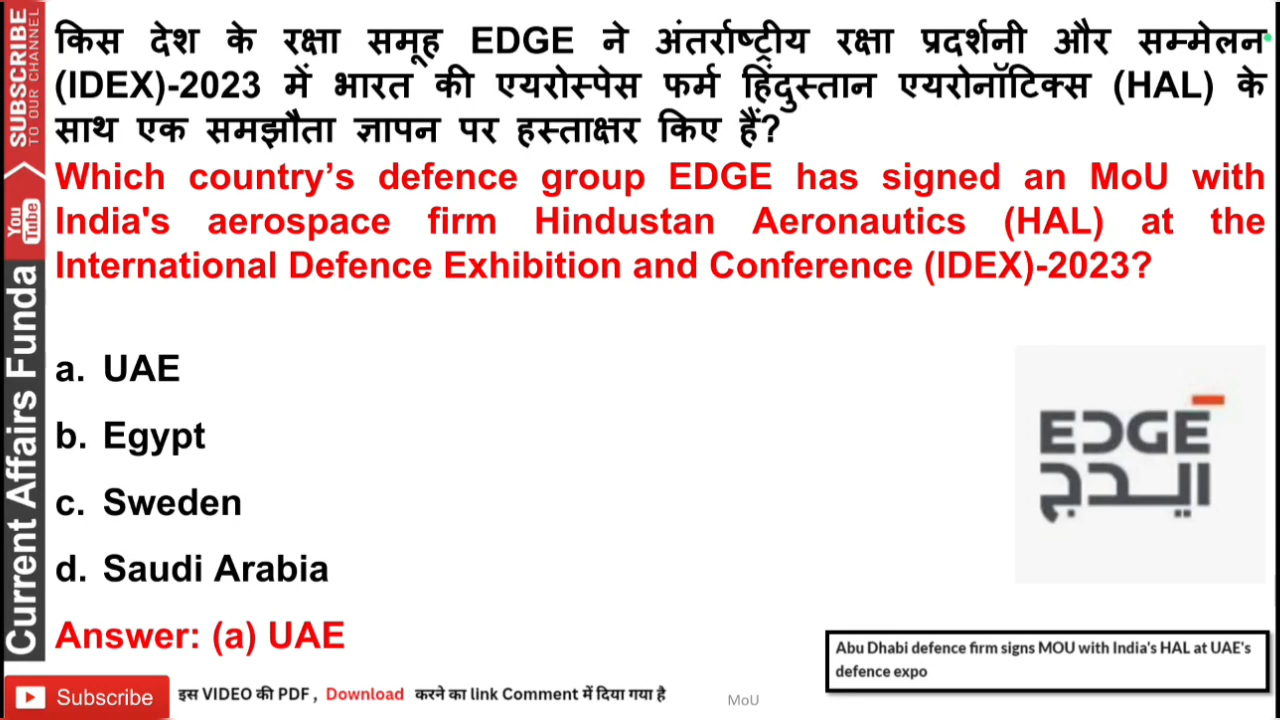 किस देश के रक्षा समूह EDGE ने अंतर्राष्ट्रीय रक्षा प्रदर्शनी और सम्मेलन
(IDEX)-2023 में भारत की एयरोस्पेस फर्म हिंदुस्तान एयरोनॉटिक्स (HAL) के
साथ एक समझौता ज्ञापन पर हस्ताक्षर किए हैं?
Which country’s defence group EDGE has signed an MoU with
India's aerospace firm Hindustan Aeronautics (HAL) at the
International Defence Exhibition and Conference (IDEX)-2023?
a. UAE
b. Egypt
c. Sweden
d. Saudi Arabia
Answer: (a) UAE
EDGE
ايدج
Abu Dhabi defence firm signs MOU with India's HAL at UAE's
defence expo
SUBSCRIBE
TO OUR CHANNEL
You
Tube
Current Affairs Funda
Subscribe
इस VIDEO की PDF , Download करने का link Comment में दिया गया है
MoU